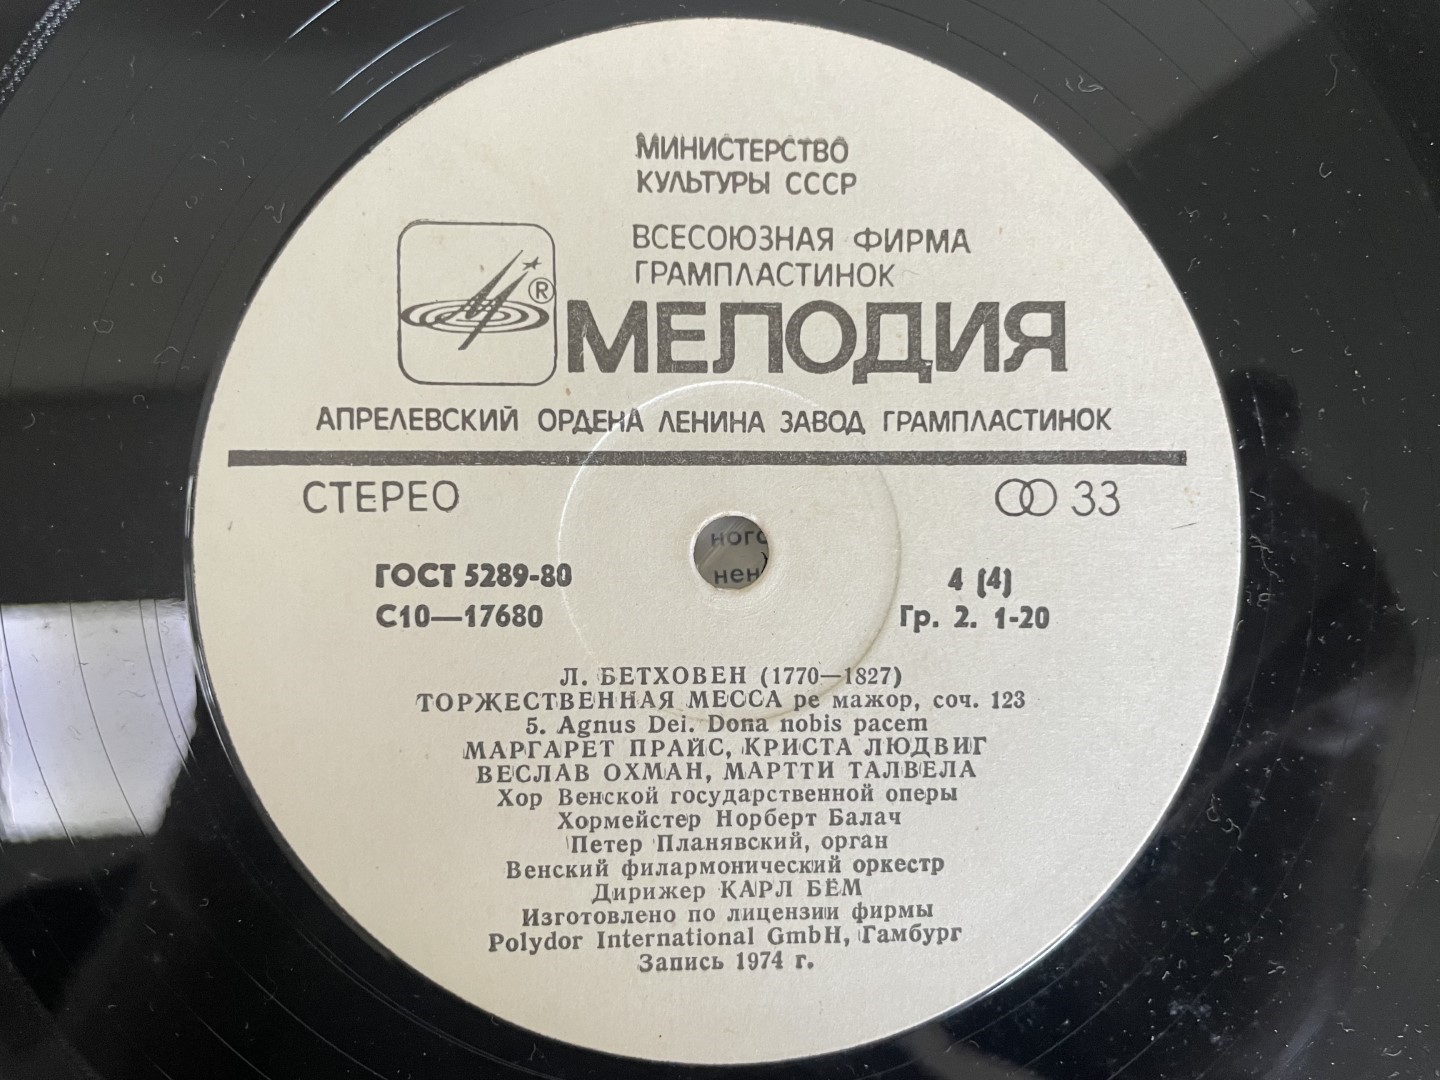 МИНИСТЕРСТВО
КУЛЬТУРЫ СССР
ВСЕСОЮЗНАЯ ФИРМА
ГРАМПЛАСТИНОК
®
МЕЛОДИЯ
АПРЕЛЕВСКИЙ ОРДЕНА ЛЕНИНА ЗАВОД ГРАМПЛАСТИНОК
СТЕРЕО 33
ГОСТ 5289-80 4 (4)
С10—17680 Гр. 2. 1-20
Л. БЕТХОВЕН (1770—1827)
ТОРЖЕСТВЕННАЯ МЕССА ре мажор, соч. 123
5. Agnus Dei. Dona nobis pacem
МАРГАРЕТ ПРАЙС, КРИСТА ЛЮДВИГ
ВЕСЛАВ ОХМАН, МАРТТИ ТАЛВЕЛА
Хор Венской государственной оперы
Хормейстер Норберт Балач
Петер Планявский, орган
Венский филармонический оркестр
Дирижер КАРЛ БЁМ
Изготовлено по лицензии фирмы
Polydor International GmbH, Гамбург
Запись 1974 г.